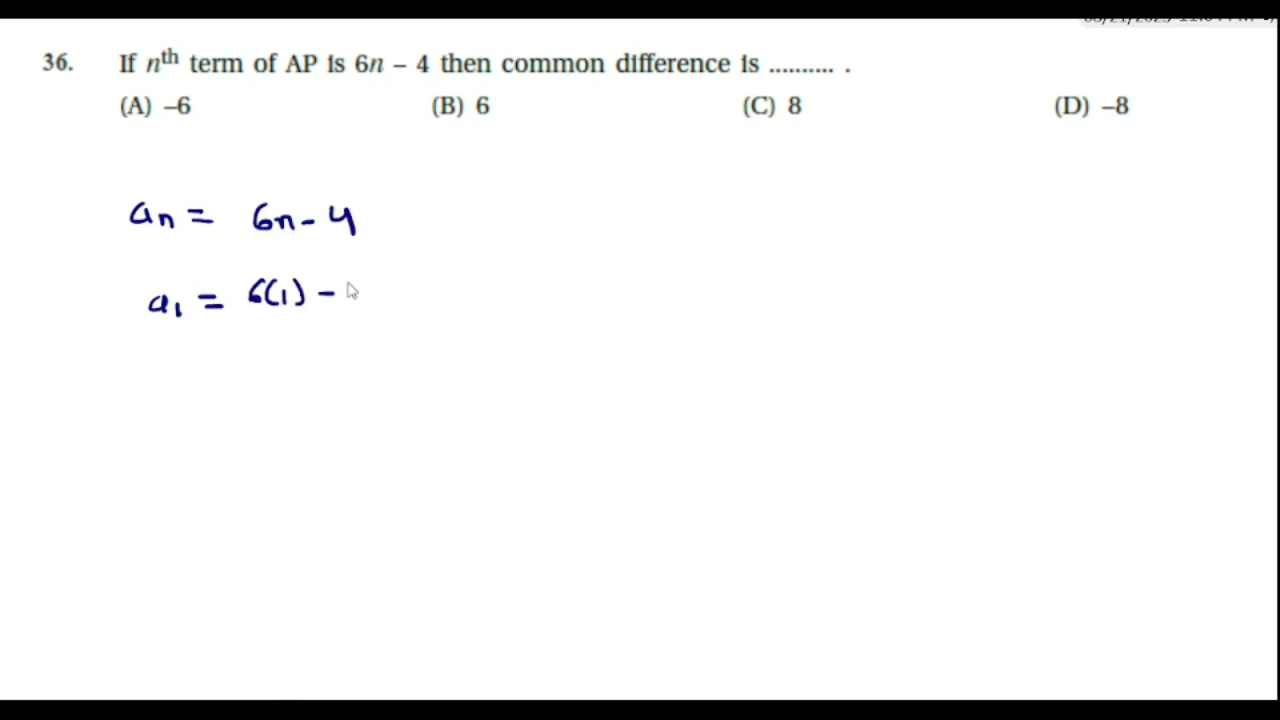 36. If nth term of AP is 6n – 4 then common difference is .......... .
(A) –6 (B) 6 (C) 8 (D) –8
an = 6n - 4
a1 = 6(1) -